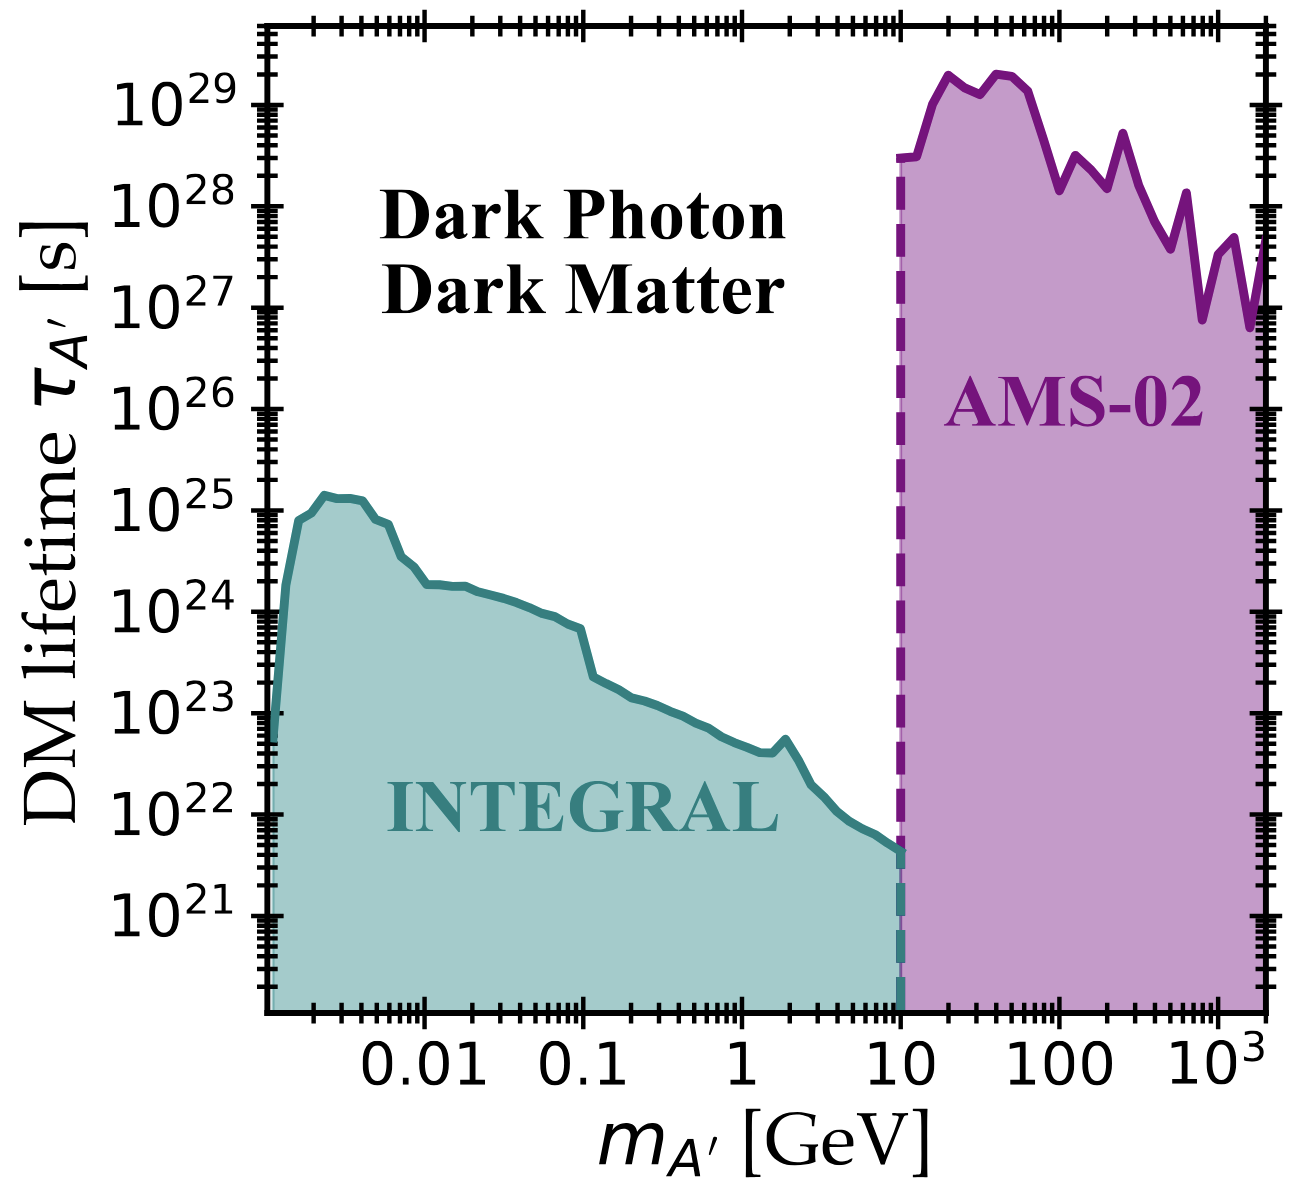 Dark Photon
Dark Matter
AMS-02
INTEGRAL
DM lifetime τ_A′ [s]
10^29
10^28
10^27
10^26
10^25
10^24
10^23
10^22
10^21
0.01 0.1 1 10 100 10^3
m_A′ [GeV]